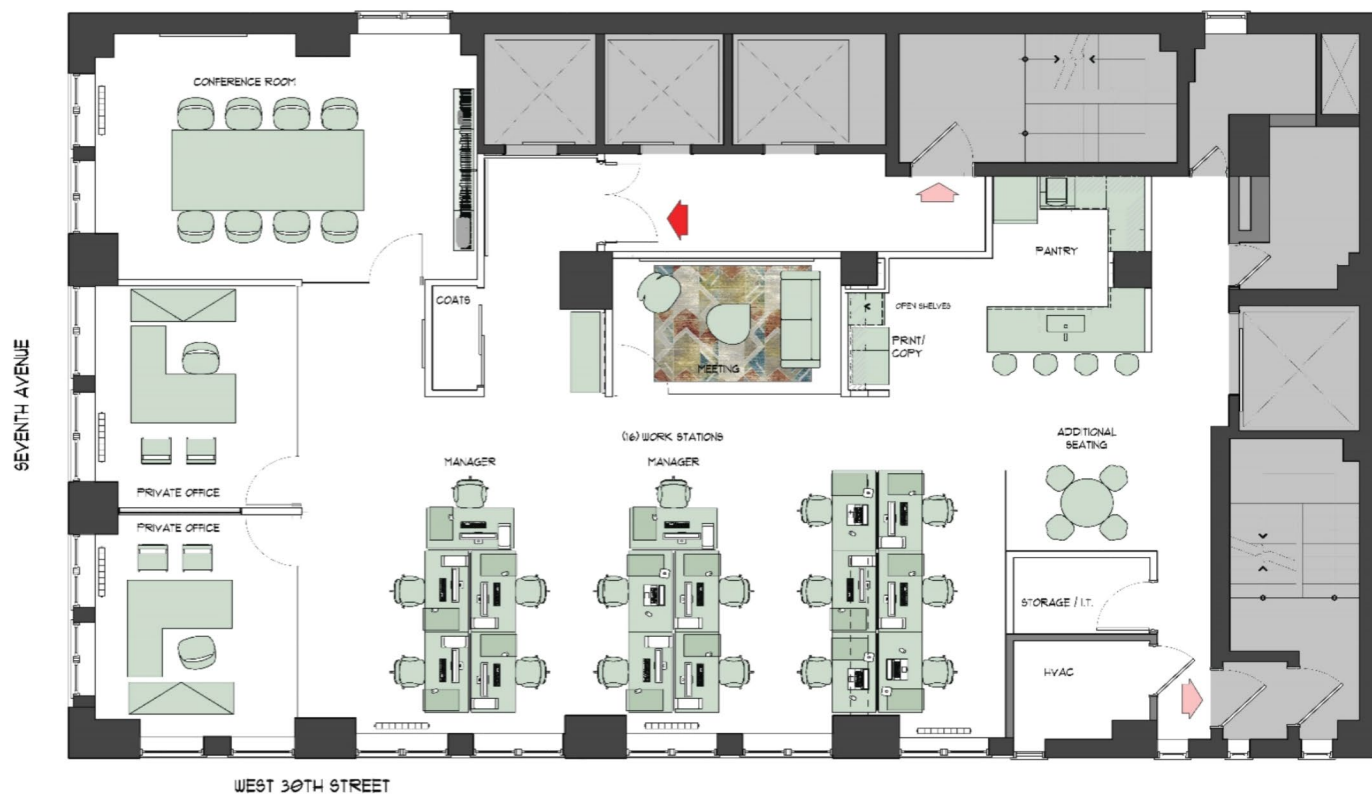 CONFERENCE ROOM
PANTRY
COATS
OPEN SHELVES
PRINT/
COPY
MEETING
SEVENTH AVENUE
(16) WORK STATIONS
ADDITIONAL
SEATING
MANAGER
MANAGER
PRIVATE OFFICE
PRIVATE OFFICE
STORAGE / I.T.
HVAC
WEST 30TH STREET